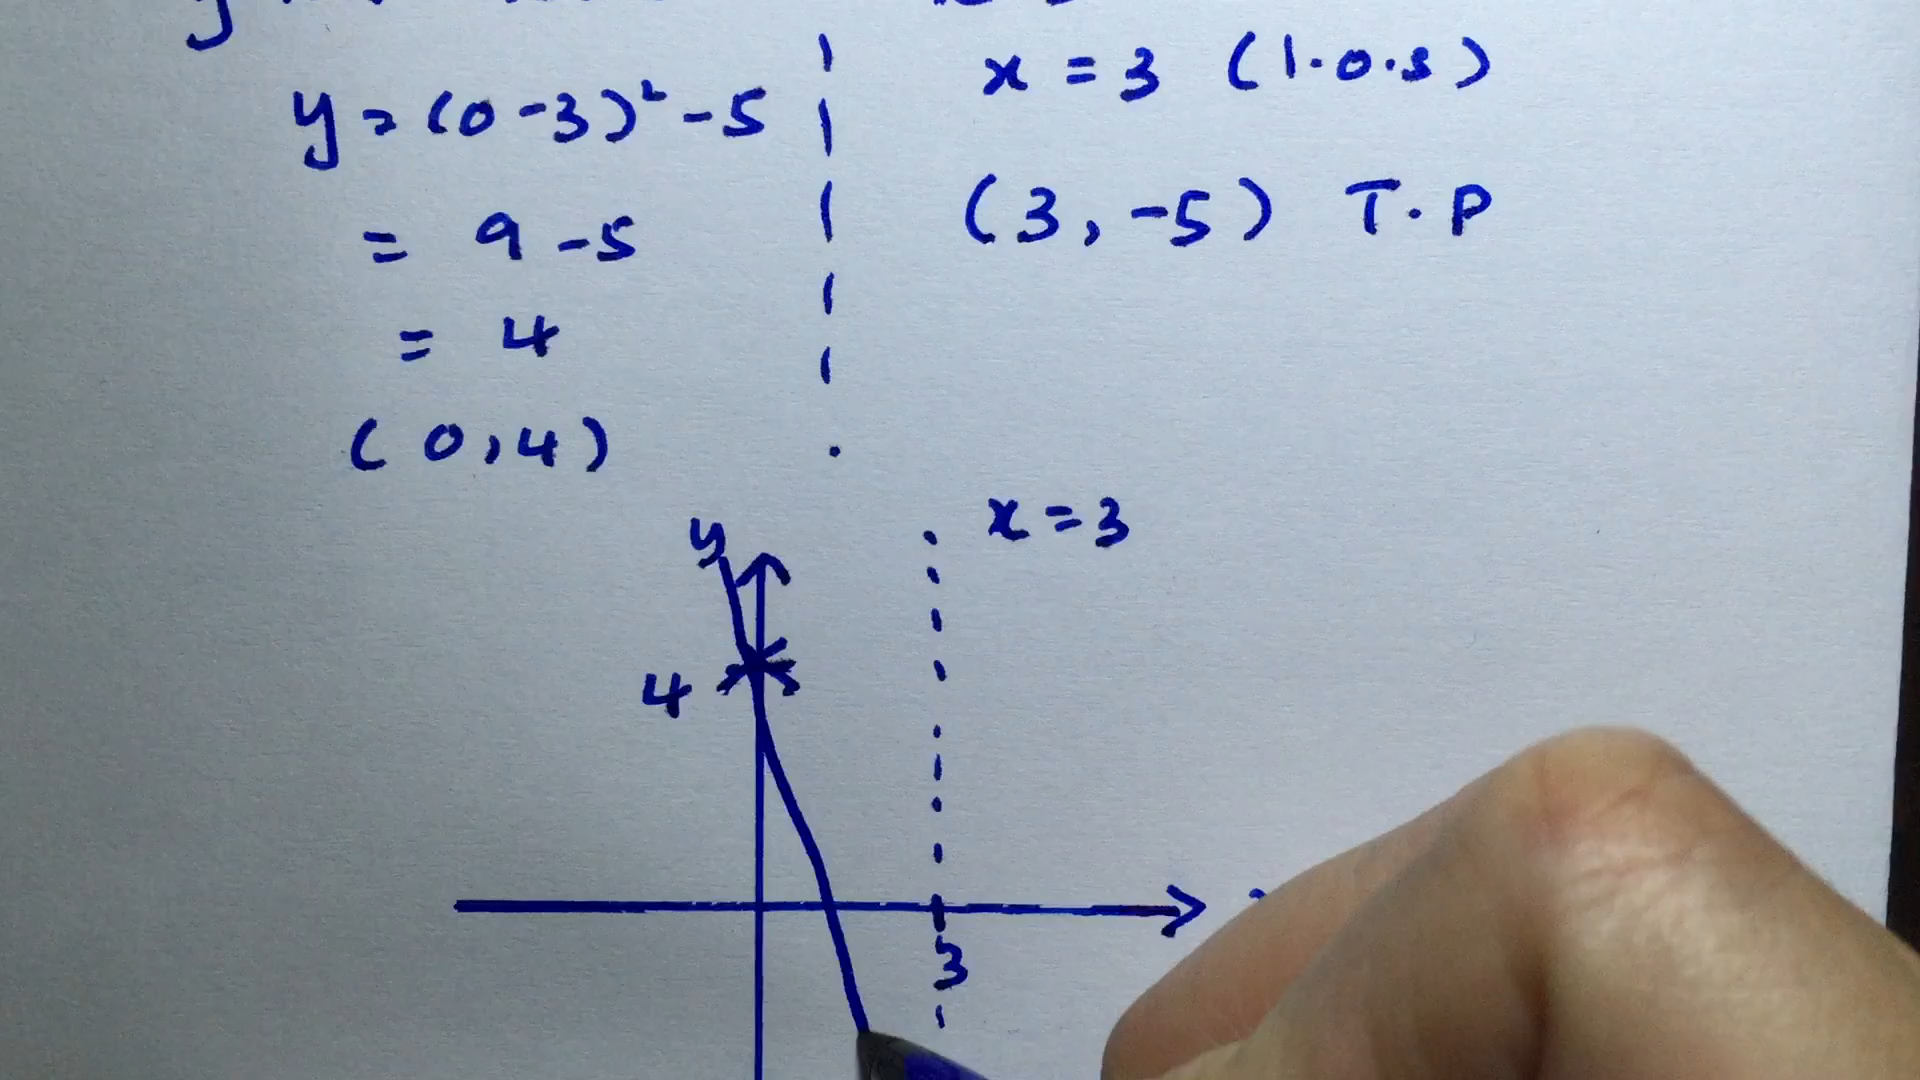 y = (0-3)² - 5
= 9 - 5
= 4
(0,4)
x = 3 (l.o.s)
(3, -5) T.P
x = 3
y
4
3